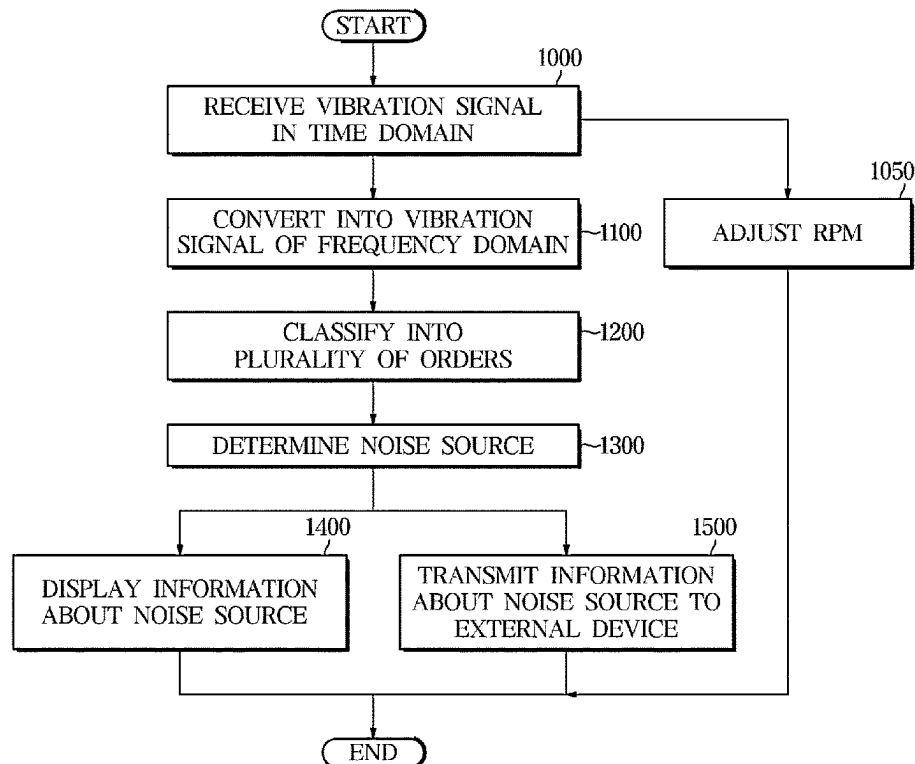 START
1000
RECEIVE VIBRATION SIGNAL
IN TIME DOMAIN
1050
ADJUST RPM
CONVERT INTO VIBRATION
SIGNAL OF FREQUENCY DOMAIN
1100
CLASSIFY INTO
PLURALITY OF ORDERS
1200
DETERMINE NOISE SOURCE
1300
1400
DISPLAY INFORMATION
ABOUT NOISE SOURCE
1500
TRANSMIT INFORMATION
ABOUT NOISE SOURCE TO
EXTERNAL DEVICE
END